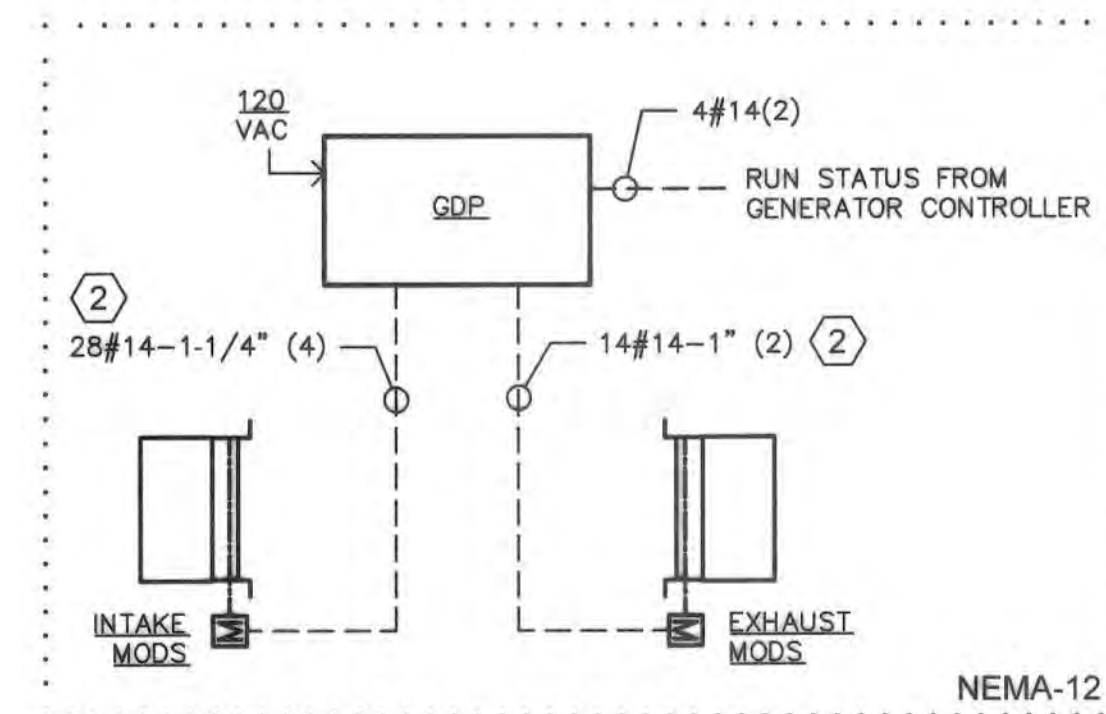 120
VAC
4#14(2)
GDP
RUN STATUS FROM
GENERATOR CONTROLLER
2
28#14-1-1/4" (4)
14#14-1" (2) 2
INTAKE
MODS
M
M
EXHAUST
MODS
NEMA-12